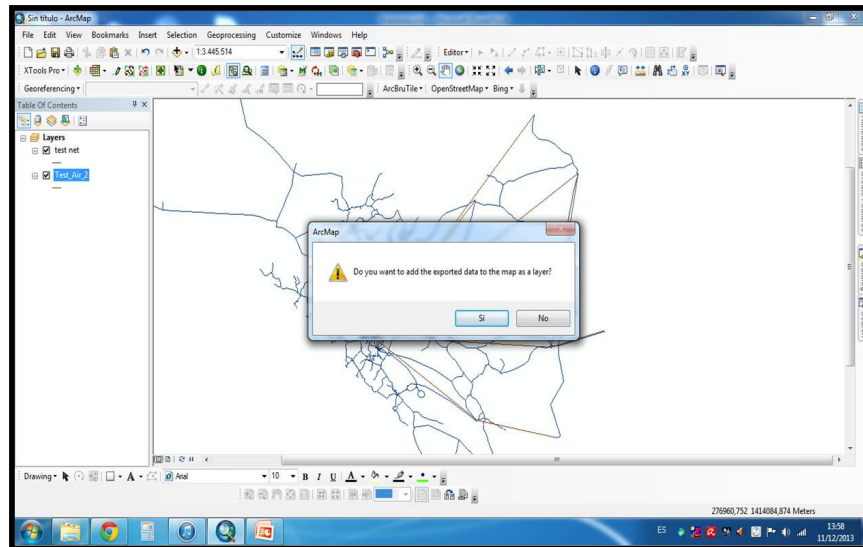 Sin título - ArcMap
File Edit View Bookmarks Insert Selection Geoprocessing Customize Windows Help
1:3.445.514
Editor
XTools Pro
Georeferencing
ArcBruTile OpenStreetMap Bing
Table Of Contents
Layers
test net
Test_Air_2
ArcMap
Do you want to add the exported data to the map as a layer?
Sí No
Drawing A Arial 10 B I U A
276960,752 1414084,874 Meters
ES 13:58
11/12/2013